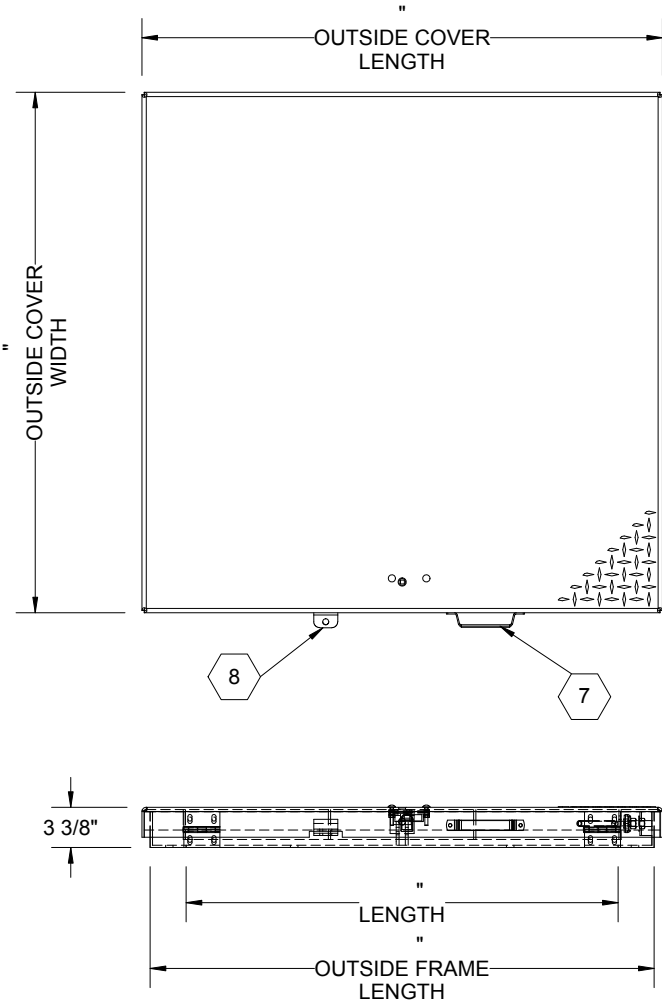 "
OUTSIDE COVER
LENGTH
"
OUTSIDE COVER
WIDTH
8
7
3 3/8"
"
LENGTH
"
OUTSIDE FRAME
LENGTH